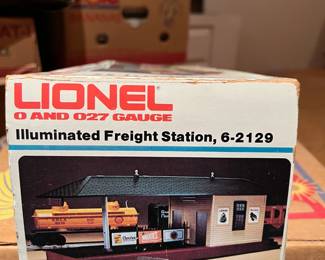 LIONEL
O AND O27 GAUGE
Illuminated Freight Station, 6-2129